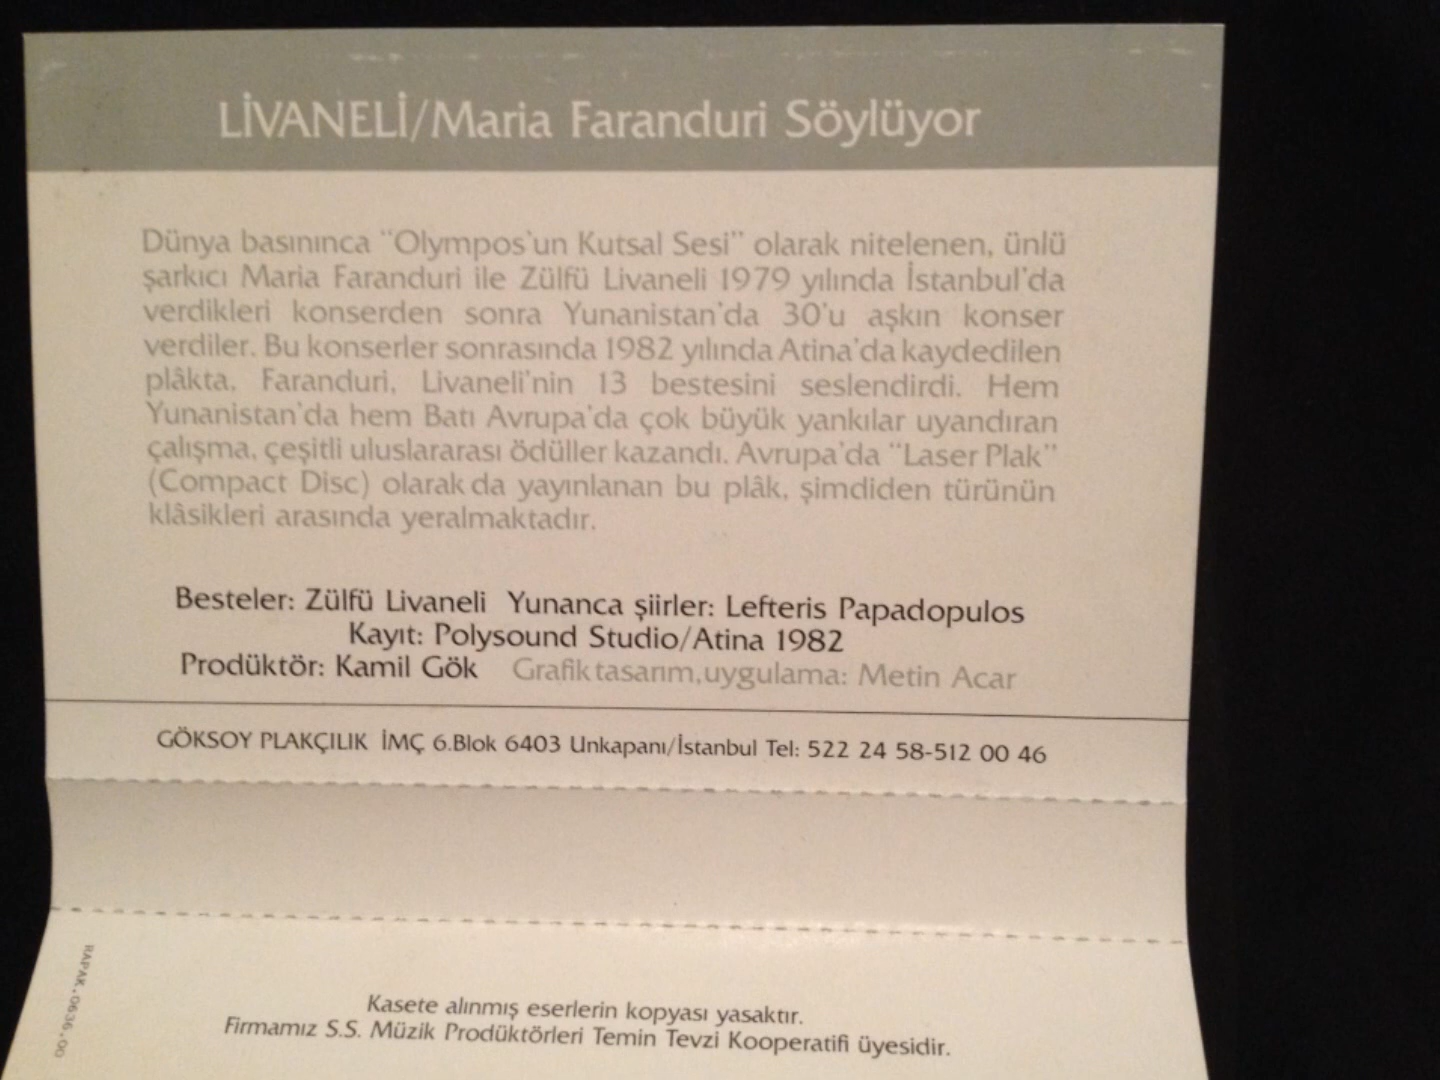 LİVANELİ/Maria Faranduri Söylüyor
Dünya basınınca "Olympos'un Kutsal Sesi" olarak nitelenen, ünlü
şarkıcı Maria Faranduri ile Zülfü Livaneli 1979 yılında İstanbul'da
verdikleri konserden sonra Yunanistan'da 30'u aşkın konser
verdiler. Bu konserler sonrasında 1982 yılında Atina'da kaydedilen
plâkta, Faranduri, Livaneli'nin 13 bestesini seslendirdi. Hem
Yunanistan'da hem Batı Avrupa'da çok büyük yankılar uyandıran
çalışma, çeşitli uluslararası ödüller kazandı. Avrupa'da "Laser Plak"
(Compact Disc) olarak da yayınlanan bu plâk, şimdiden türünün
klâsikleri arasında yeralmaktadır.
Besteler: Zülfü Livaneli Yunanca şiirler: Lefteris Papadopulos
Kayıt: Polysound Studio/Atina 1982
Prodüktör: Kamil Gök Grafik tasarım,uygulama: Metin Acar
GÖKSOY PLAKÇILIK İMÇ 6.Blok 6403 Unkapanı/İstanbul Tel: 522 24 58-512 00 46
RAPAK.0636.00
Kasete alınmış eserlerin kopyası yasaktır.
Firmamız S.S. Müzik Prodüktörleri Temin Tevzi Kooperatifi üyesidir.